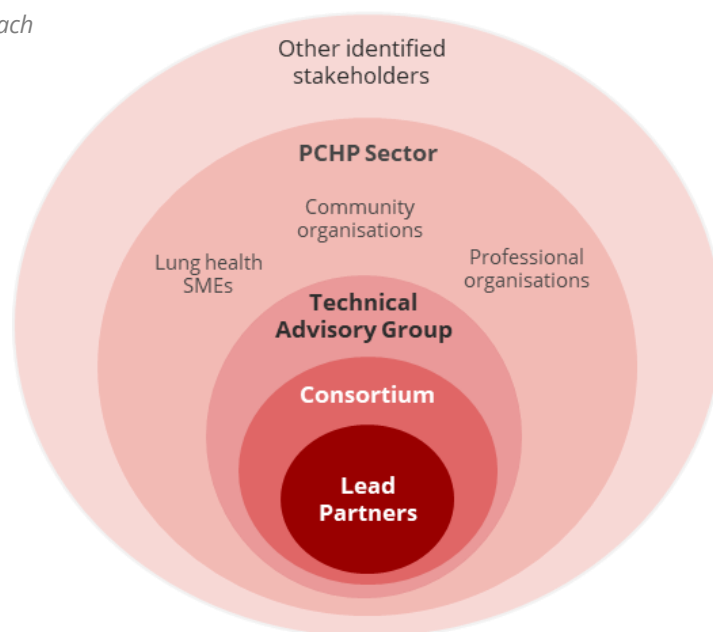 ach
Other identified
stakeholders
PCHP Sector
Community
organisations
Lung health
SMEs
Professional
organisations
Technical
Advisory Group
Consortium
Lead
Partners